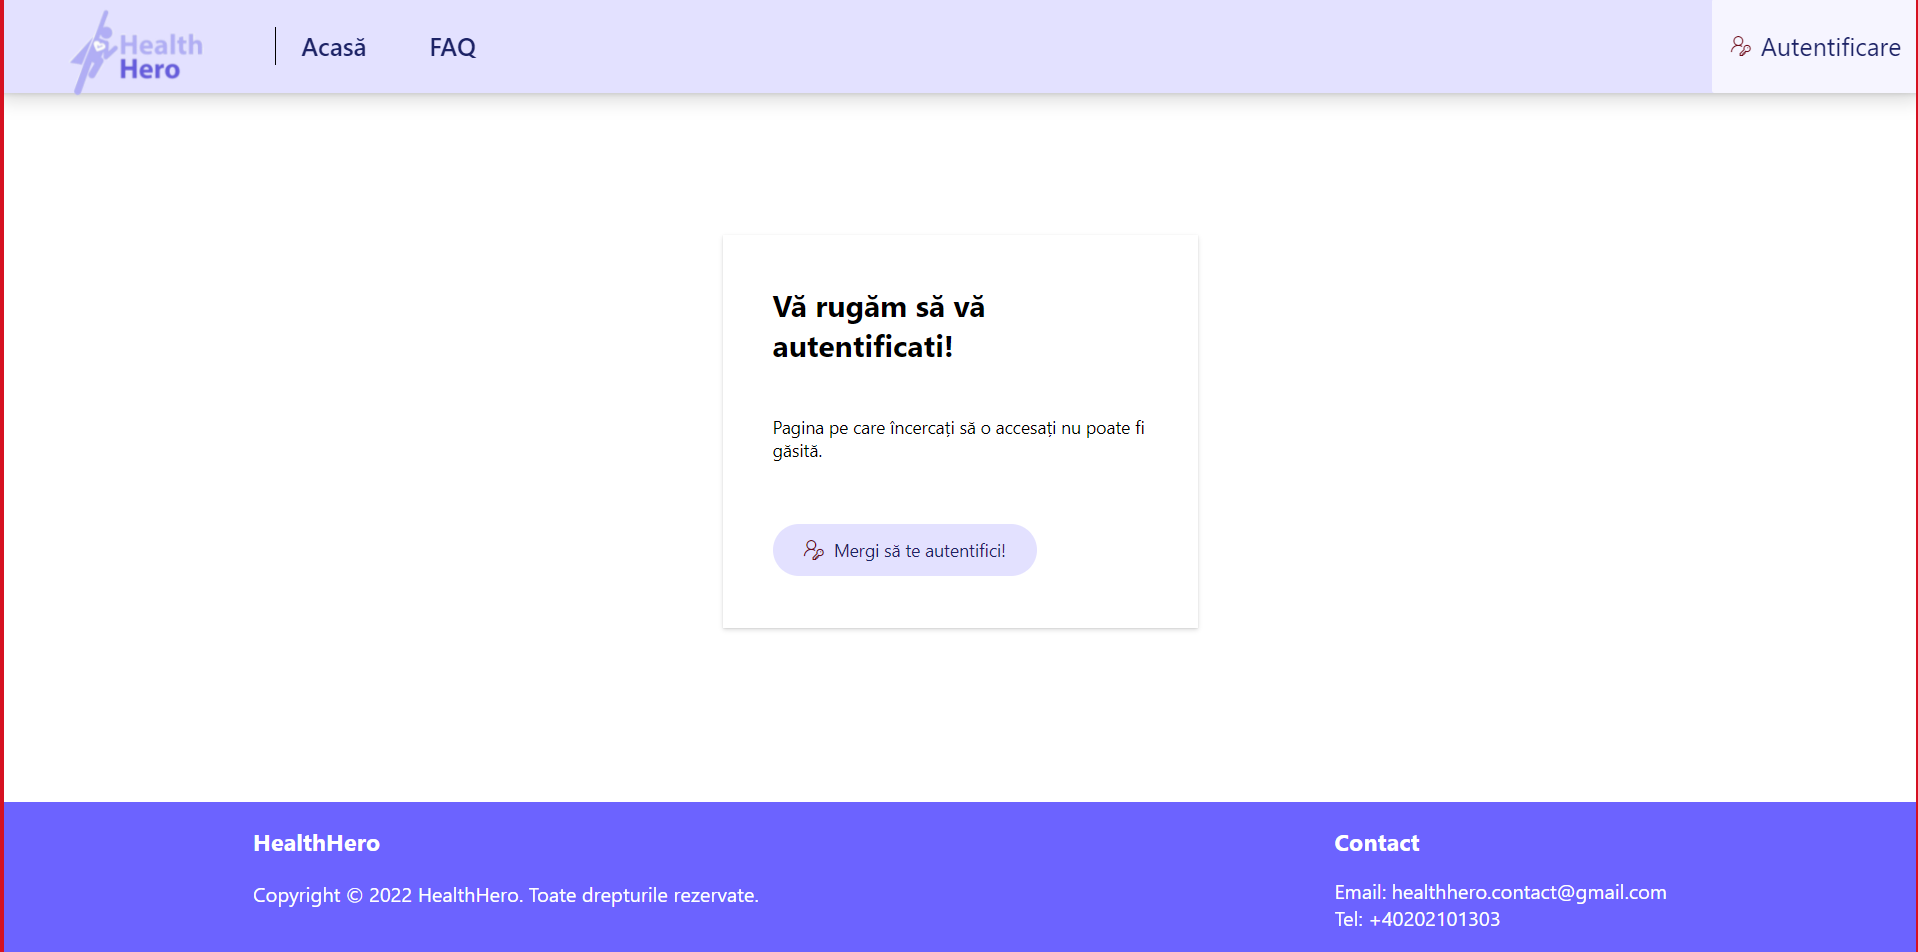 Health
Hero
Acasă
FAQ
Autentificare
Vă rugăm să vă
autentificati!
Pagina pe care încercați să o accesați nu poate fi
găsită.
Mergi să te autentifici!
HealthHero
Copyright © 2022 HealthHero. Toate drepturile rezervate.
Contact
Email: healthhero.contact@gmail.com
Tel: +40202101303